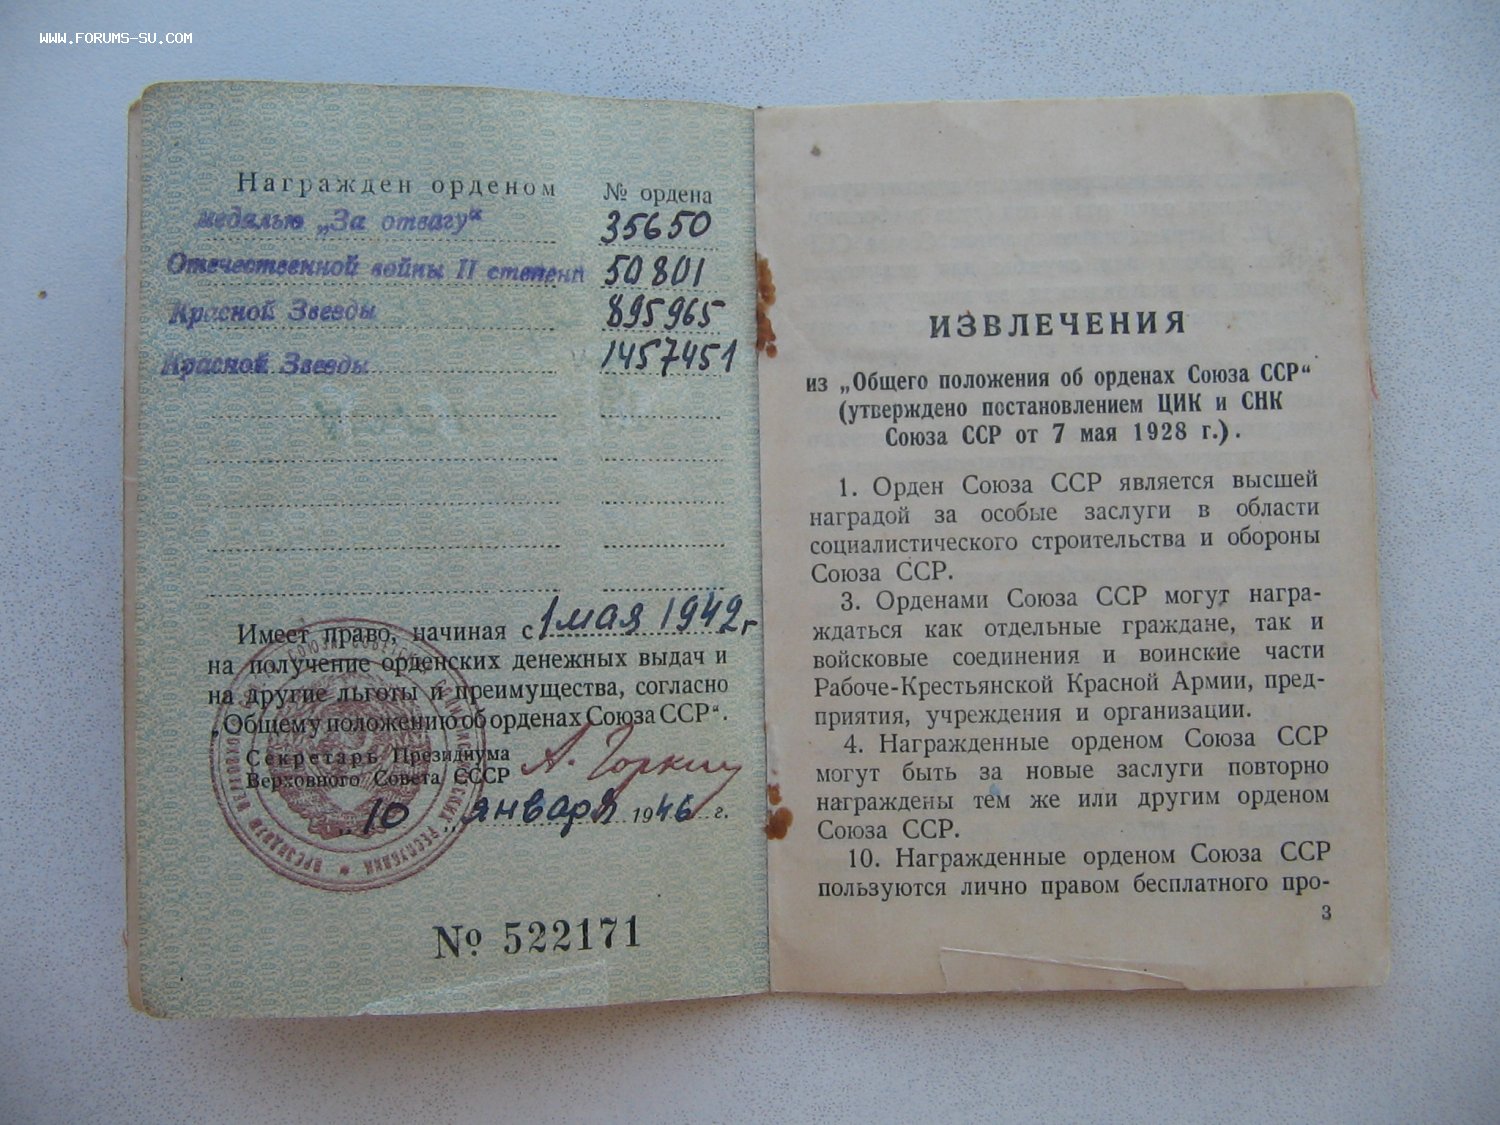 WWW.FORUMS-SU.COM
Награжден орденом № ордена
медалью „За отвагу“ 35650
Отечественной войны II степени 50801
Красной Звезды 895965
Красной Звезды 1457451
Имеет право, начиная с 1 мая 1942 г
на получение орденских денежных выдач и
на другие льготы и преимущества, согласно
„Общему положению об орденах Союза ССР“.
Секретарь Президиума
Верховного Совета СССР А. Горкин
„10„ января 1946 г.
№ 522171
ИЗВЛЕЧЕНИЯ
из „Общего положения об орденах Союза ССР“
(утверждено постановлением ЦИК и СНК
Союза ССР от 7 мая 1928 г.).
1. Орден Союза ССР является высшей
наградой за особые заслуги в области
социалистического строительства и обороны
Союза ССР.
3. Орденами Союза ССР могут награ-
ждаться как отдельные граждане, так и
войсковые соединения и воинские части
Рабоче-Крестьянской Красной Армии, пред-
приятия, учреждения и организации.
4. Награжденные орденом Союза ССР
могут быть за новые заслуги повторно
награждены тем же или другим орденом
Союза ССР.
10. Награжденные орденом Союза ССР
пользуются лично правом бесплатного про-
3